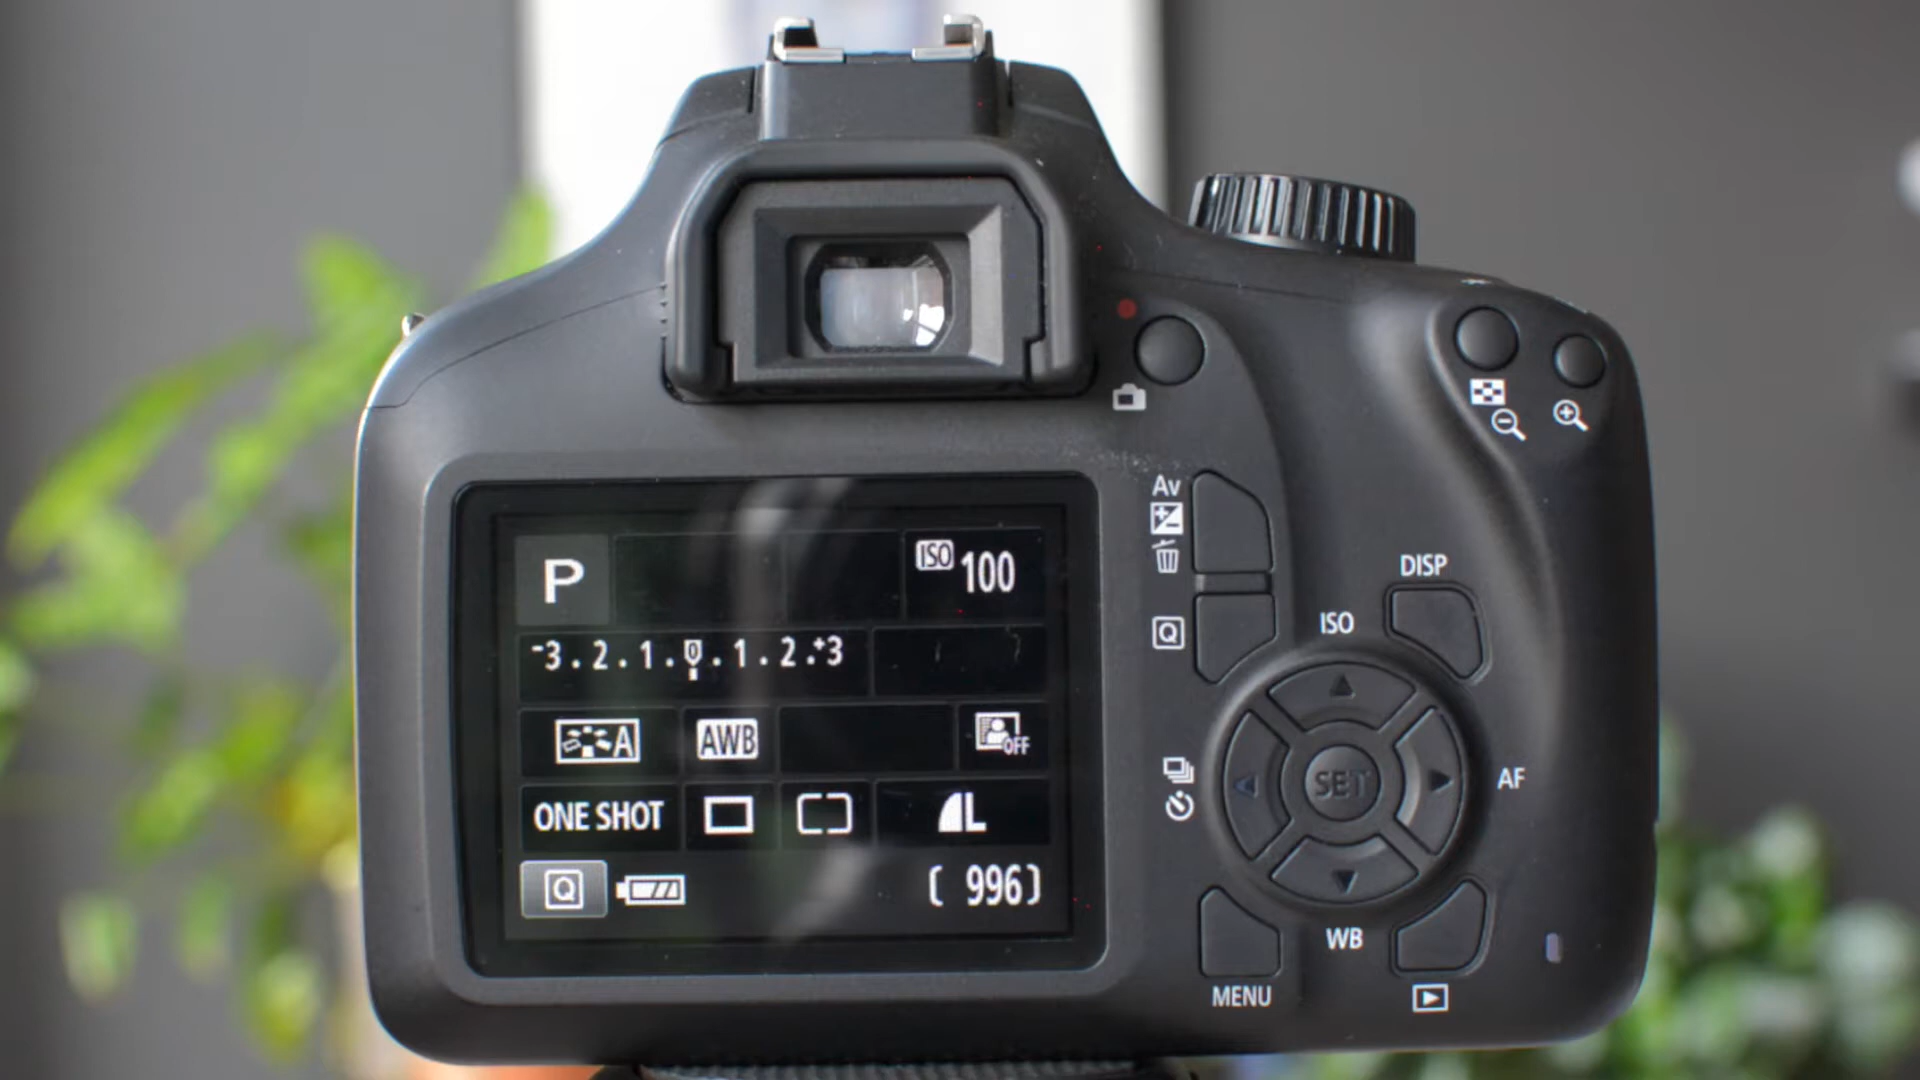 P
ISO 100
-3.2.1.0.1.2.+3
A AWB OFF
ONE SHOT L
Q [ 996]
Av
Q
DISP
ISO
SET
AF
WB
MENU